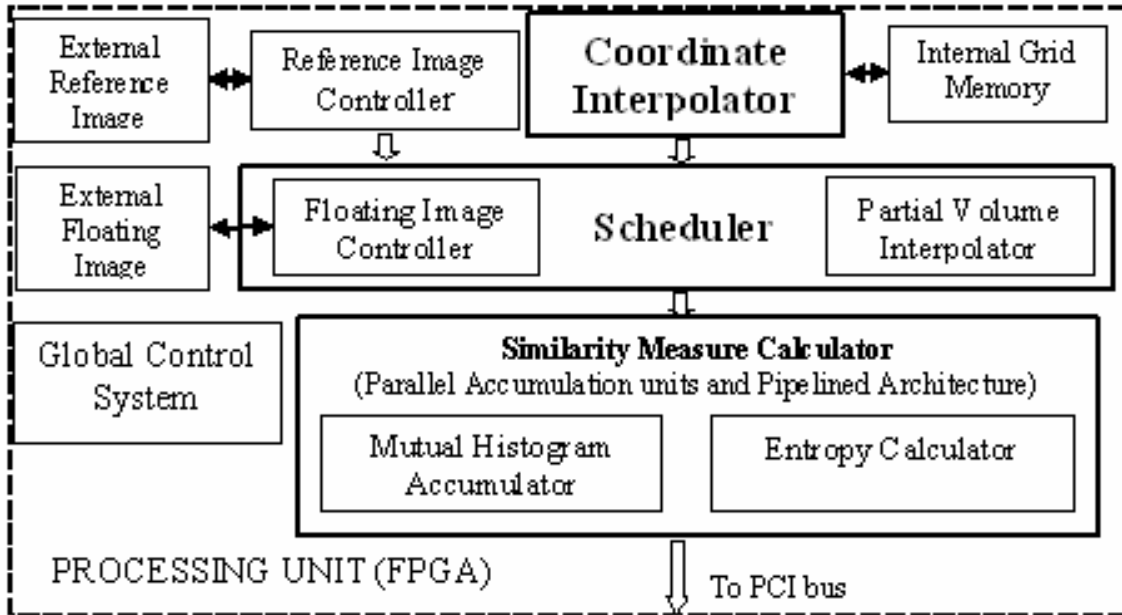 External
Reference
Image
Reference Image
Controller
Coordinate
Interpolator
Internal Grid
Memory
External
Floating
Image
Floating Image
Controller
Scheduler
Partial Volume
Interpolator
Global Control
System
Similarity Measure Calculator
(Parallel Accumulation units and Pipelined Architecture)
Mutual Histogram
Accumulator
Entropy Calculator
PROCESSING UNIT (FPGA)
To PCI bus